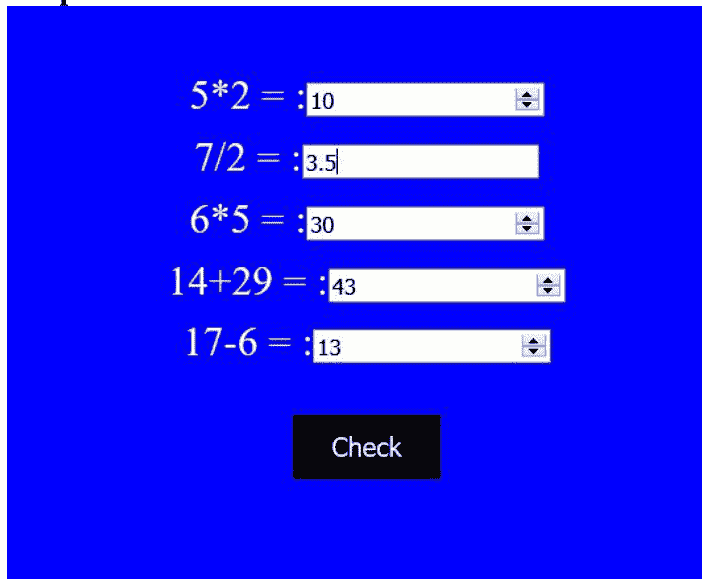 5*2 = :10
7/2 = :3.5
6*5 = :30
14+29 = :43
17-6 = :13
Check